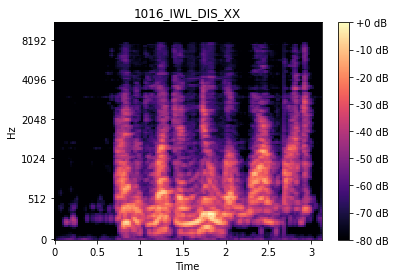 1016_IWL_DIS_XX
+0 dB
8192
-10 dB
4096
-20 dB
-30 dB
2048
Hz
-40 dB
1024
-50 dB
512
-60 dB
-70 dB
0
-80 dB
0 0.5 1 1.5 2 2.5 3
Time